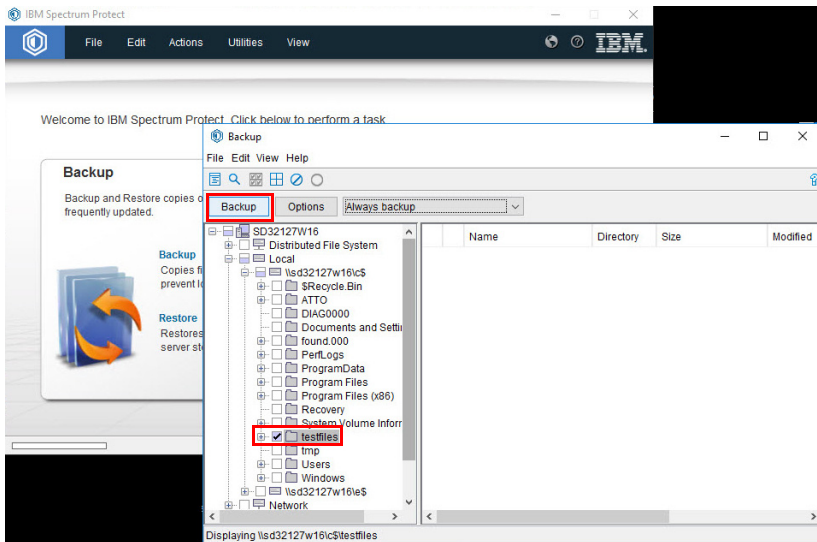 IBM Spectrum Protect
File Edit Actions Utilities View
IBM.
Welcome to IBM Spectrum Protect Click below to perform a task
Backup
Backup and Restore copies o
frequently updated.
Backup
Copies fi
prevent l
Restore
Restores
server st
Backup
File Edit View Help
Backup Options Always backup
SD32127W16
Distributed File System
Local
\\sd32127w16\c$
$Recycle.Bin
ATTO
DIAG0000
Documents and Setti
found.000
PerfLogs
ProgramData
Program Files
Program Files (x86)
Recovery
System Volume Inforr
testfiles
tmp
Users
Windows
\\sd32127w16\e$
Network
Name Directory Size Modified
Displaying \\sd32127w16\c$\testfiles